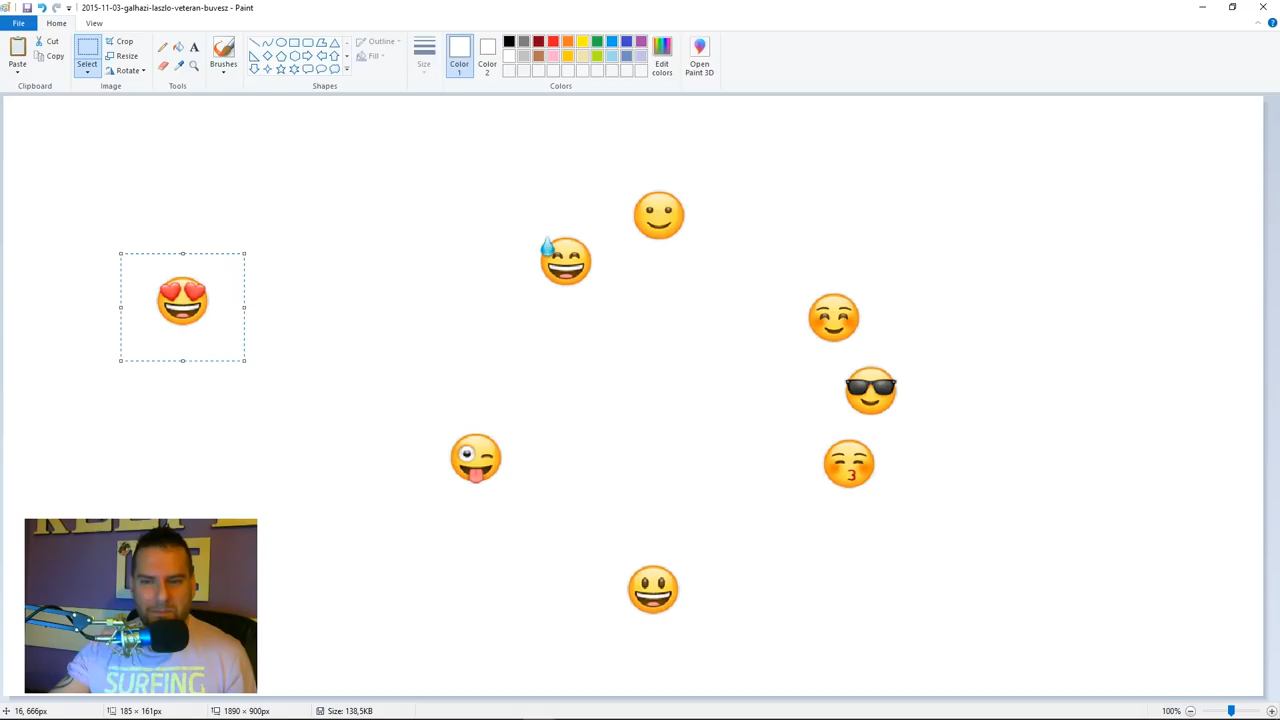 2015-11-03-galhazi-laszlo-veteran-buvesz - Paint
File Home View
Paste
Cut
Copy
Clipboard
Select
Crop
Resize
Rotate
Image
A
Tools
Brushes
Outline
Fill
Shapes
Size
Color 1
Color 2
Colors
Edit colors
Open Paint 3D
SURFING
16, 666px
185 × 161px
1890 × 900px
Size: 138,5KB
100%